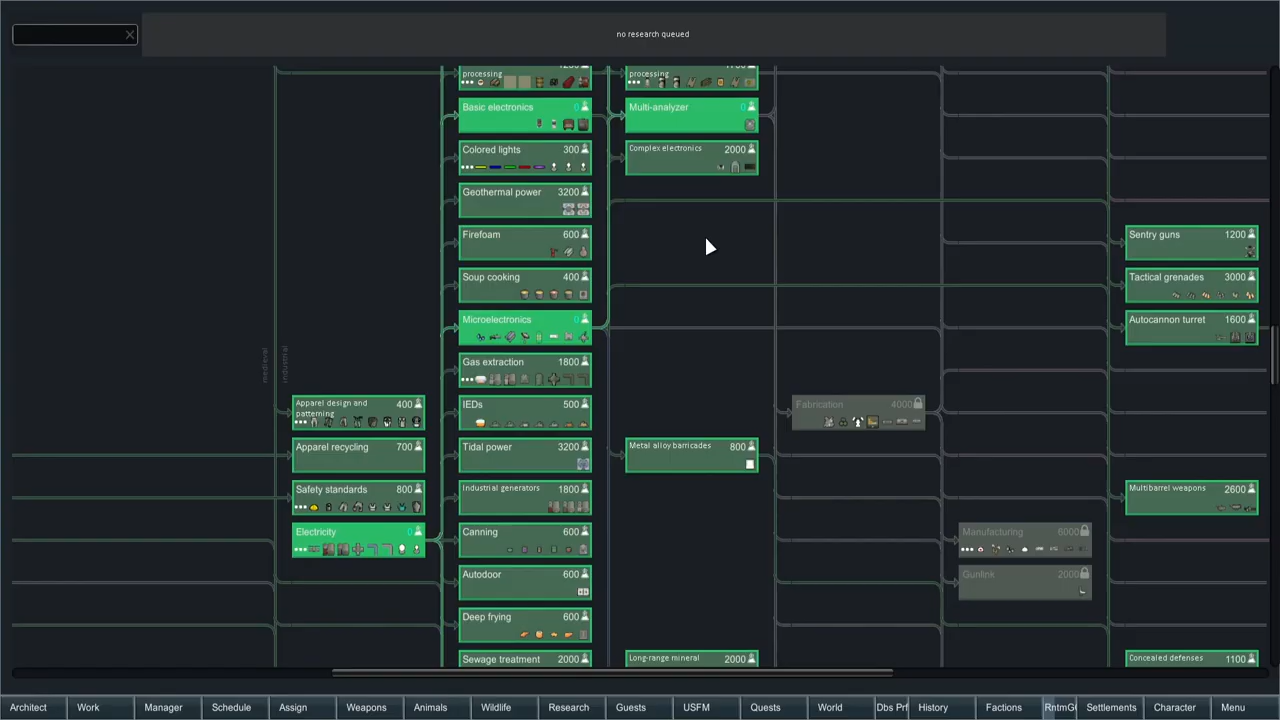 no research queued
processing
processing
Basic electronics 0
Multi-analyzer 0
Colored lights 300
Complex electronics 2000
Geothermal power 3200
Firefoam 600
Sentry guns 1200
Soup cooking 400
Tactical grenades 3000
Microelectronics 0
Autocannon turret 1600
medieval
industrial
Gas extraction 1800
Apparel design and
patterning 400
IEDs 500
Fabrication 4000
Apparel recycling 700
Tidal power 3200
Metal alloy barricades 800
Safety standards 800
Industrial generators 1800
Multibarrel weapons 2600
Electricity 0
Canning 600
Manufacturing 6000
Autodoor 600
Gunlink 2000
Deep frying 600
Sewage treatment 2000
Long-range mineral 2000
Concealed defenses 1100
Architect Work Manager Schedule Assign Weapons Animals Wildlife Research Guests USFM Quests World Dbs Prf History Factions RntmG Settlements Character Menu